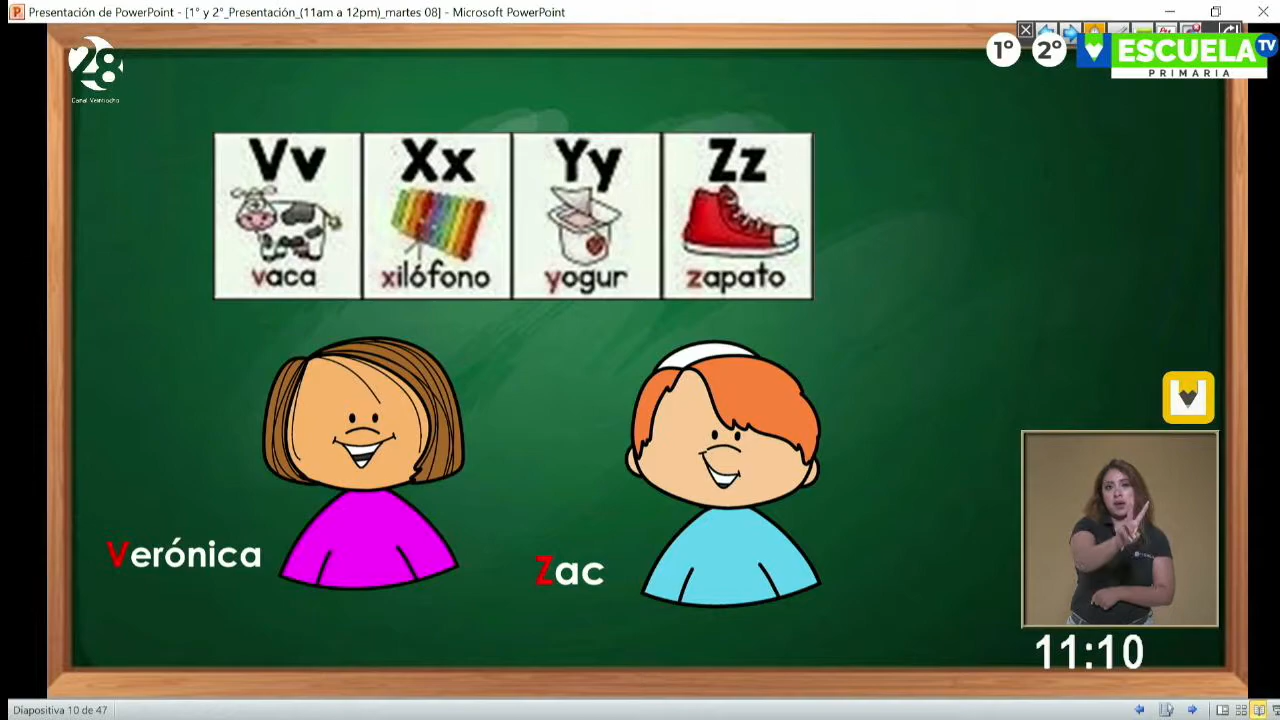 Presentación de PowerPoint - [1° y 2°_Presentación_(11am a 12pm)_martes 08] - Microsoft PowerPoint
28
Canal Veintiocho
1° 2° ESCUELA TV
PRIMARIA
Vv Xx Yy Zz
vaca xilófono yogur zapato
Verónica
Zac
11:10
Diapositiva 10 de 47